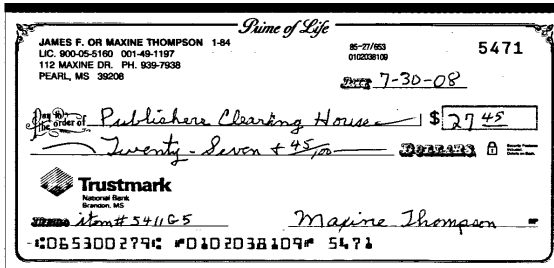 Prime of Life
JAMES F. OR MAXINE THOMPSON 1-84
LIC. 900-05-5160 001-49-1197
112 MAXINE DR. PH. 939-7938
PEARL, MS 39208
85-27/653
0102038109
5471
DATE 7-30-08
Pay to the order of Publishere Clearing House $ 27 45
Twenty-Seven + 45/100 DOLLARS
Trustmark
National Bank
Brandon, MS
MEMO item# 5411G5 Maxine Thompson
⑆065300279⑆ ⑈0102038109⑈ 5471